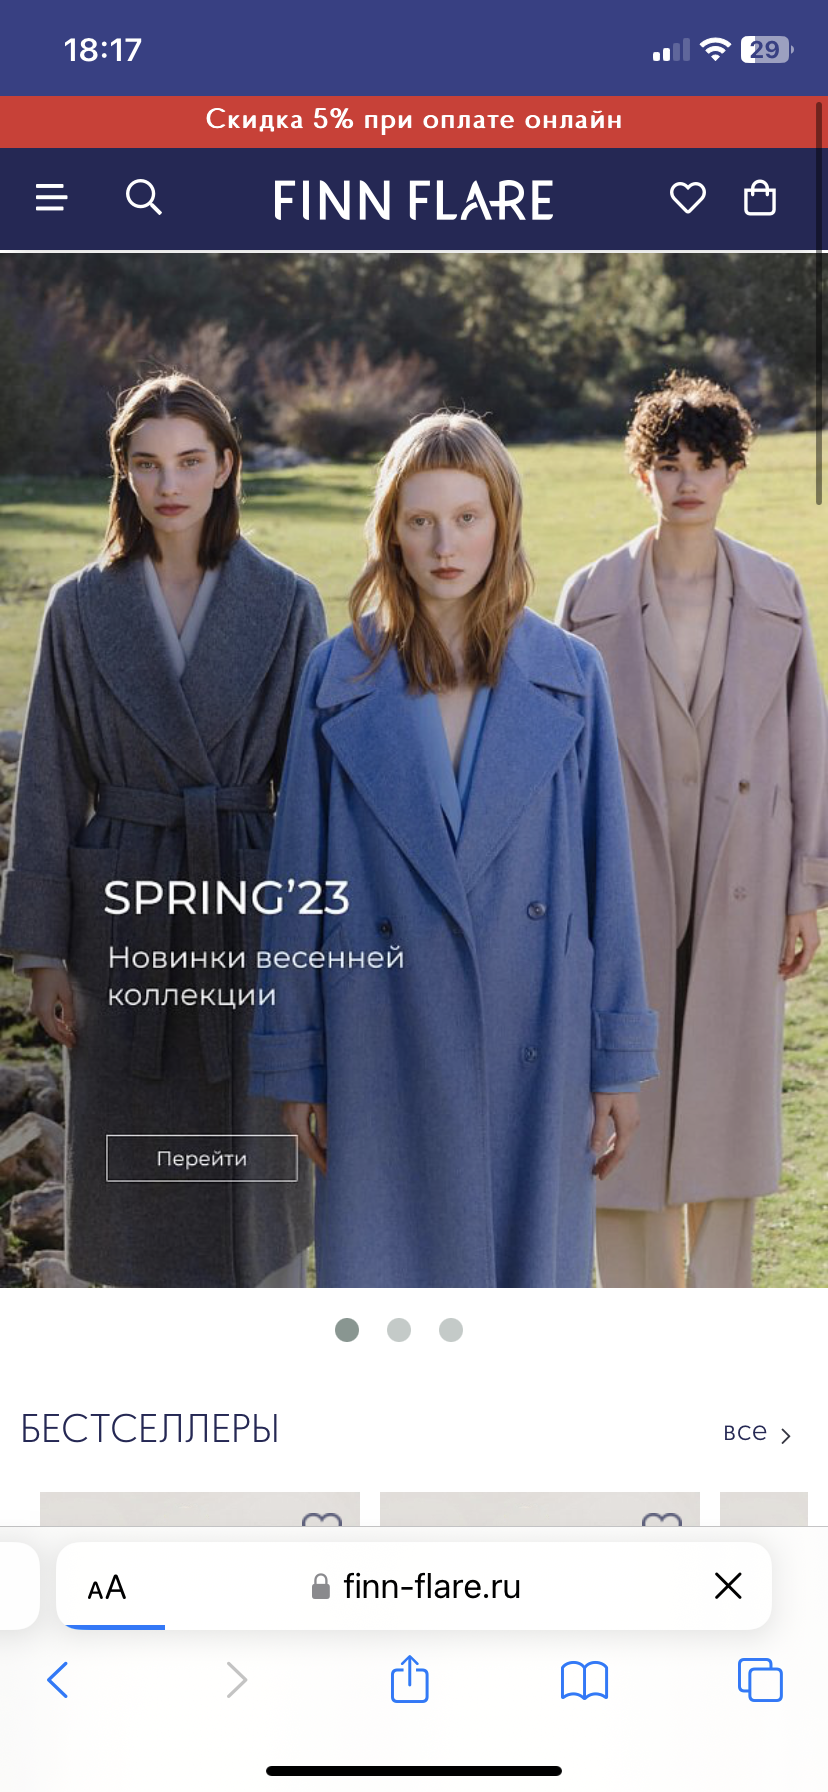 18:17
29
Скидка 5% при оплате онлайн
FINN FLARE
SPRING’23
Новинки весенней
коллекции
Перейти
БЕСТСЕЛЛЕРЫ
все
AA
finn-flare.ru